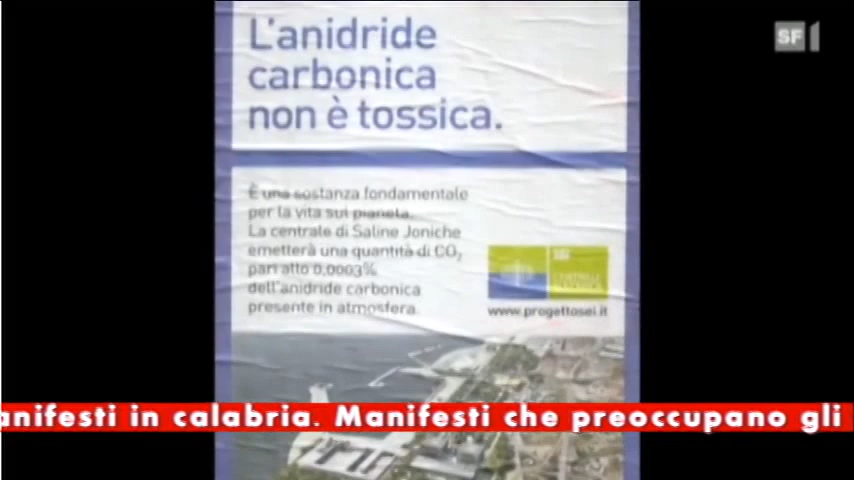 L'anidride
carbonica
non è tossica.
SF1
È una sostanza fondamentale
per la vita sul pianeta.
La centrale di Saline Joniche
emetterà una quantità di CO₂
pari allo 0,0003%
dell'anidride carbonica
presente in atmosfera.
www.progettosei.it
anifesti in calabria. Manifesti che preoccupano gli